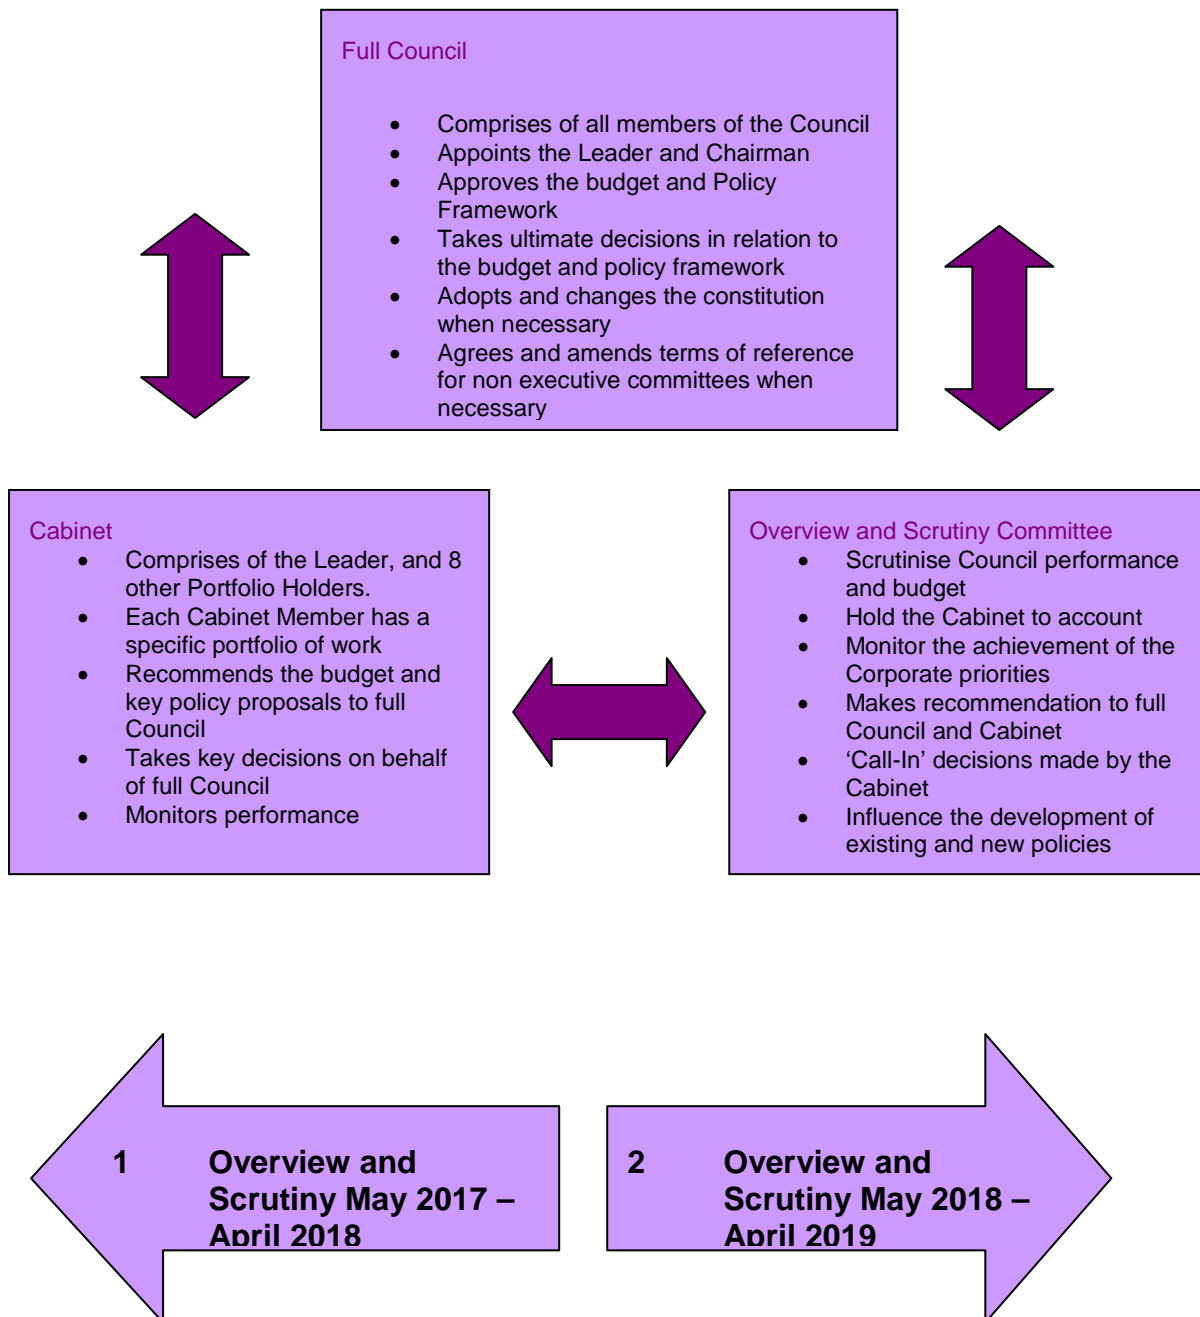 Full Council
• Comprises of all members of the Council
• Appoints the Leader and Chairman
• Approves the budget and Policy
Framework
• Takes ultimate decisions in relation to
the budget and policy framework
• Adopts and changes the constitution
when necessary
• Agrees and amends terms of reference
for non executive committees when
necessary
Cabinet
• Comprises of the Leader, and 8
other Portfolio Holders.
• Each Cabinet Member has a
specific portfolio of work
• Recommends the budget and
key policy proposals to full
Council
• Takes key decisions on behalf
of full Council
• Monitors performance
Overview and Scrutiny Committee
• Scrutinise Council performance
and budget
• Hold the Cabinet to account
• Monitor the achievement of the
Corporate priorities
• Makes recommendation to full
Council and Cabinet
• ‘Call-In’ decisions made by the
Cabinet
• Influence the development of
existing and new policies
1 Overview and
Scrutiny May 2017 –
April 2018
2 Overview and
Scrutiny May 2018 –
April 2019